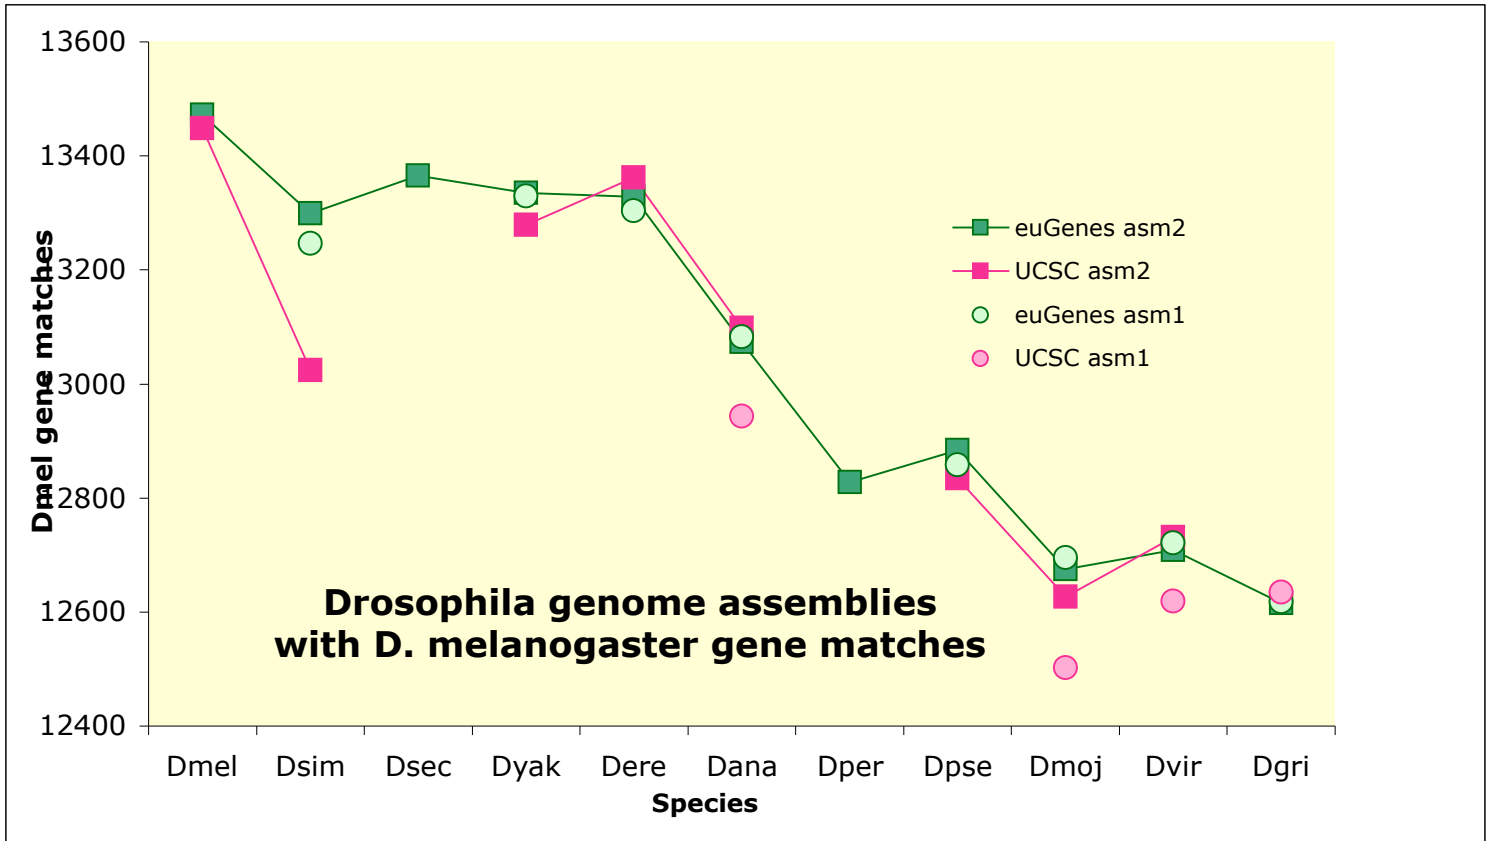 13600
13400
13200
13000
12800
12600
12400
Dmel gene matches
euGenes asm2
UCSC asm2
euGenes asm1
UCSC asm1
Drosophila genome assemblies
with D. melanogaster gene matches
Dmel Dsim Dsec Dyak Dere Dana Dper Dpse Dmoj Dvir Dgri
Species